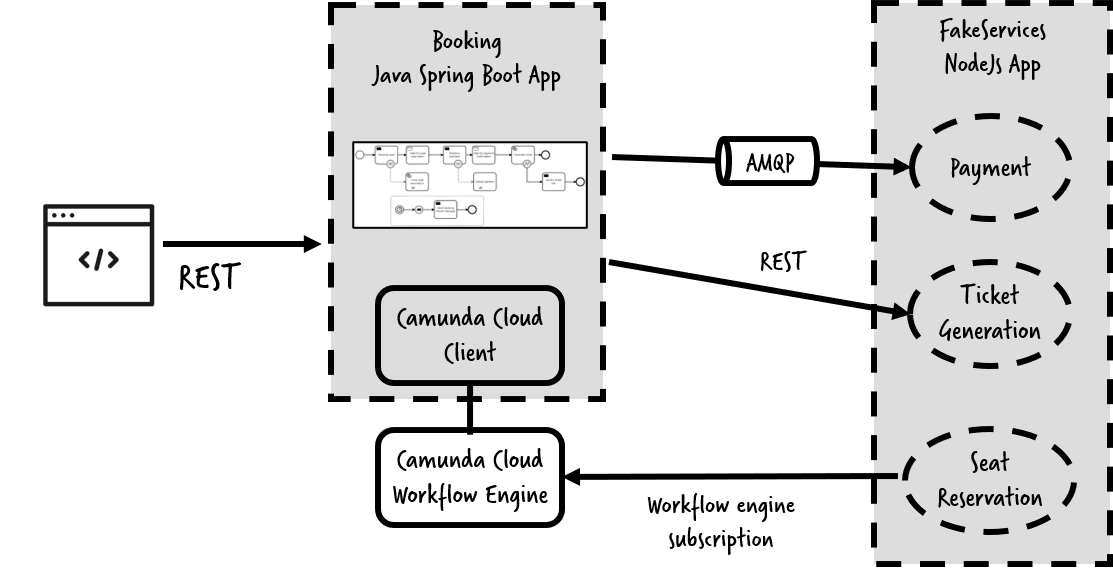 Booking
Java Spring Boot App
FakeServices
NodeJs App
AMQP
Payment
</>
REST
REST
Ticket
Generation
Camunda Cloud
Client
Camunda Cloud
Workflow Engine
Workflow engine
subscription
Seat
Reservation